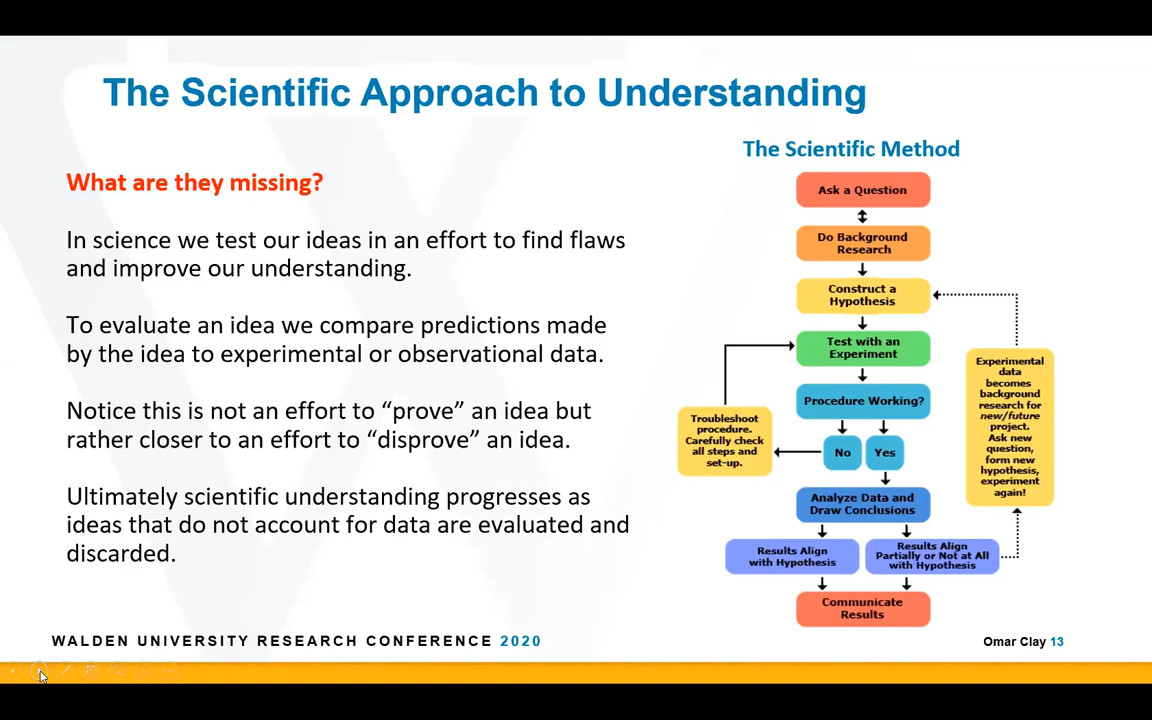 The Scientific Approach to Understanding
What are they missing?
In science we test our ideas in an effort to find flaws
and improve our understanding.
To evaluate an idea we compare predictions made
by the idea to experimental or observational data.
Notice this is not an effort to “prove” an idea but
rather closer to an effort to “disprove” an idea.
Ultimately scientific understanding progresses as
ideas that do not account for data are evaluated and
discarded.
The Scientific Method
Ask a Question
Do Background
Research
Construct a
Hypothesis
Test with an
Experiment
Procedure Working?
No
Yes
Troubleshoot
procedure.
Carefully check
all steps and
set-up.
Analyze Data and
Draw Conclusions
Results Align
with Hypothesis
Results Align
Partially or Not at All
with Hypothesis
Experimental
data
becomes
background
research for
new/future
project.
Ask new
question,
form new
hypothesis,
experiment
again!
Communicate
Results
WALDEN UNIVERSITY RESEARCH CONFERENCE 2020
Omar Clay 13